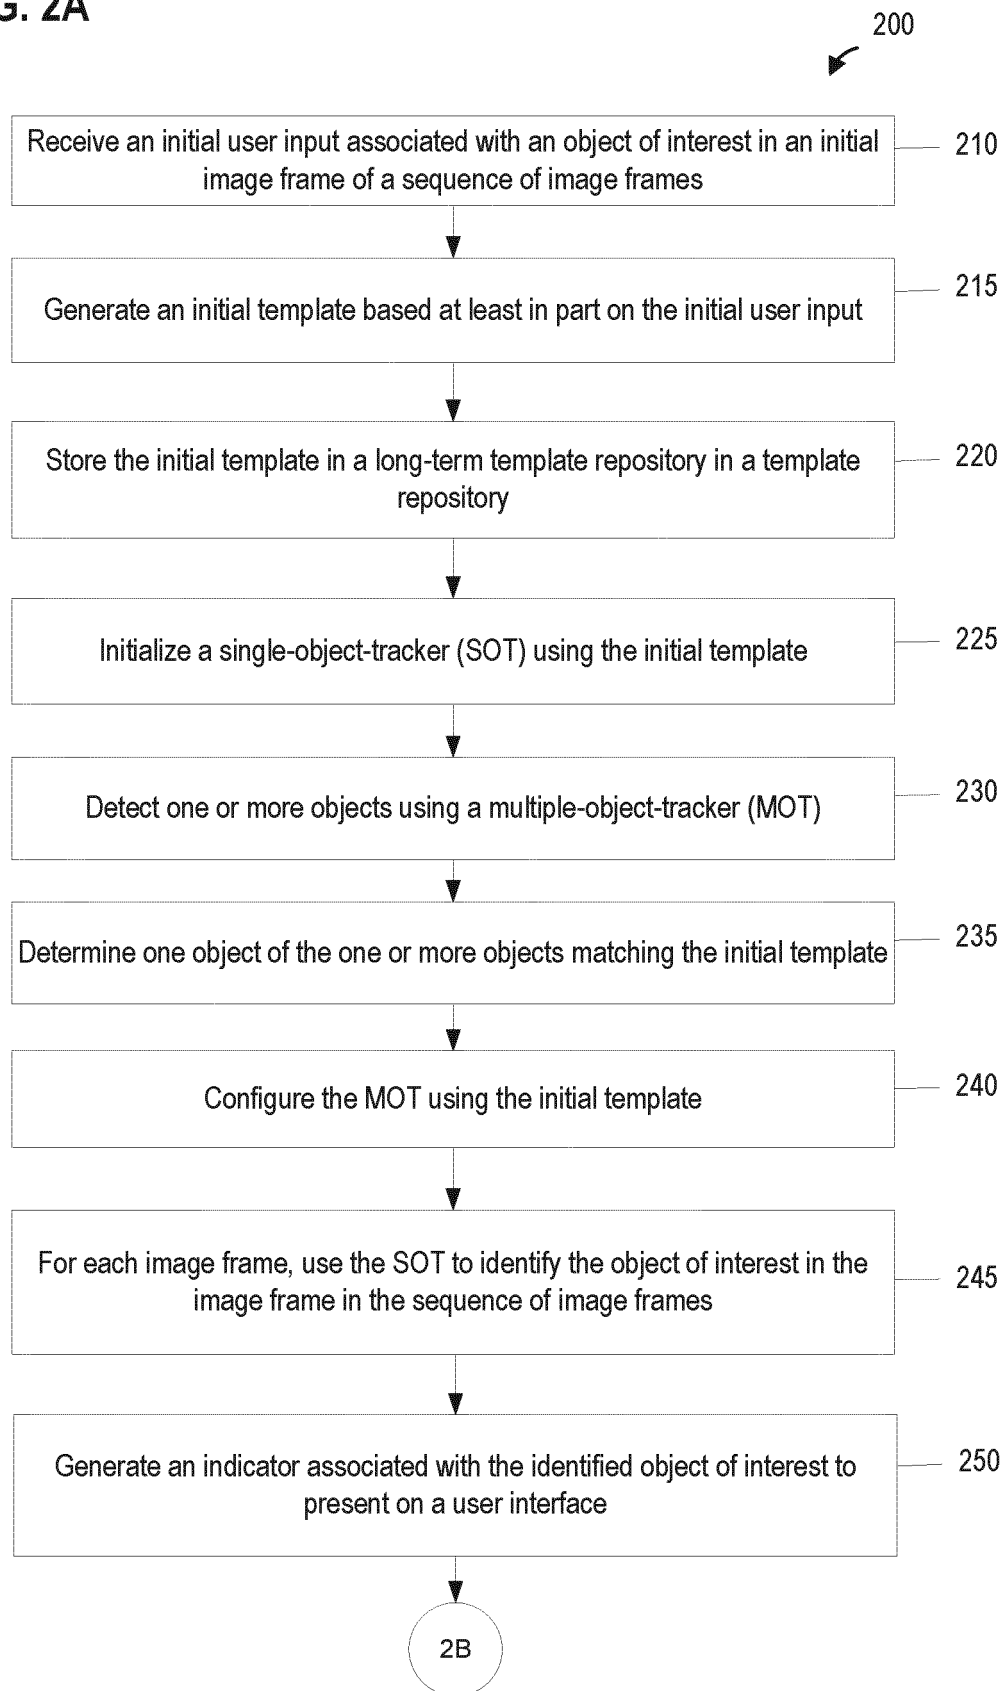 G. 2A
200
Receive an initial user input associated with an object of interest in an initial
image frame of a sequence of image frames
210
Generate an initial template based at least in part on the initial user input
215
Store the initial template in a long-term template repository in a template
repository
220
Initialize a single-object-tracker (SOT) using the initial template
225
Detect one or more objects using a multiple-object-tracker (MOT)
230
Determine one object of the one or more objects matching the initial template
235
Configure the MOT using the initial template
240
For each image frame, use the SOT to identify the object of interest in the
image frame in the sequence of image frames
245
Generate an indicator associated with the identified object of interest to
present on a user interface
250
2B